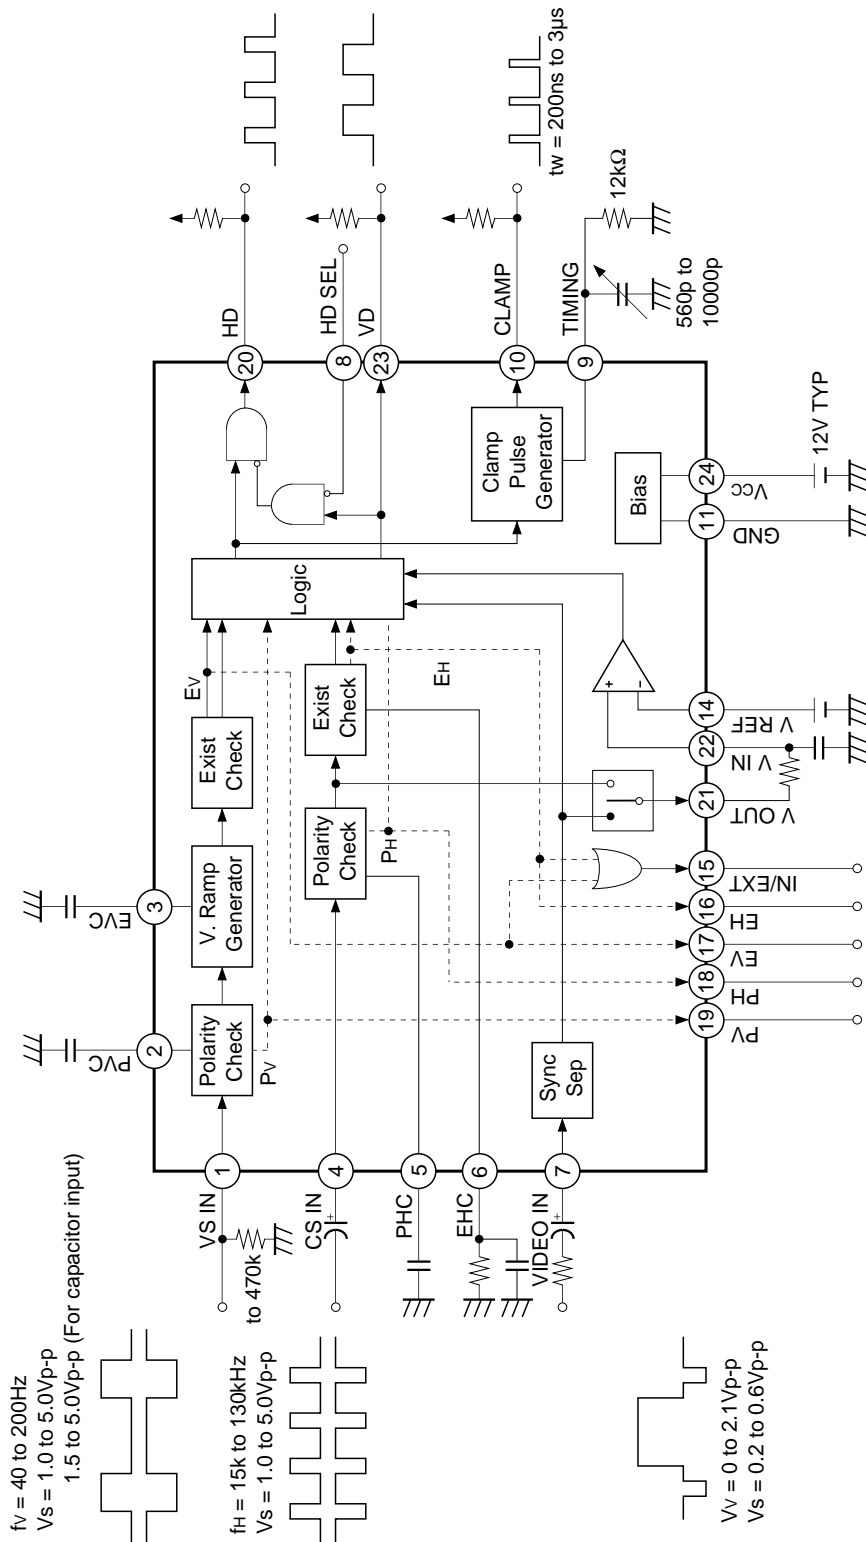 fV = 40 to 200Hz
VS = 1.0 to 5.0Vp-p
1.5 to 5.0Vp-p (For capacitor input)
fH = 15k to 130kHz
VS = 1.0 to 5.0Vp-p
VV = 0 to 2.1Vp-p
VS = 0.2 to 0.6Vp-p
VS IN
1
to 470k
CS IN
+
4
PHC
5
EHC
6
VIDEO IN
+
7
PVC
2
EVC
3
Polarity
Check
PV
V. Ramp
Generator
Exist
Check
EV
Polarity
Check
PH
Exist
Check
EH
Logic
Sync
Sep
Clamp
Pulse
Generator
Bias
+
−
HD
20
HD SEL
8
VD
23
CLAMP
10
tw = 200ns to 3µs
TIMING
9
12kΩ
560p to
10000p
PV
19
PH
18
EV
17
EH
16
IN/EXT
15
V OUT
21
V IN
22
V REF
14
GND
11
VCC
24
12V TYP